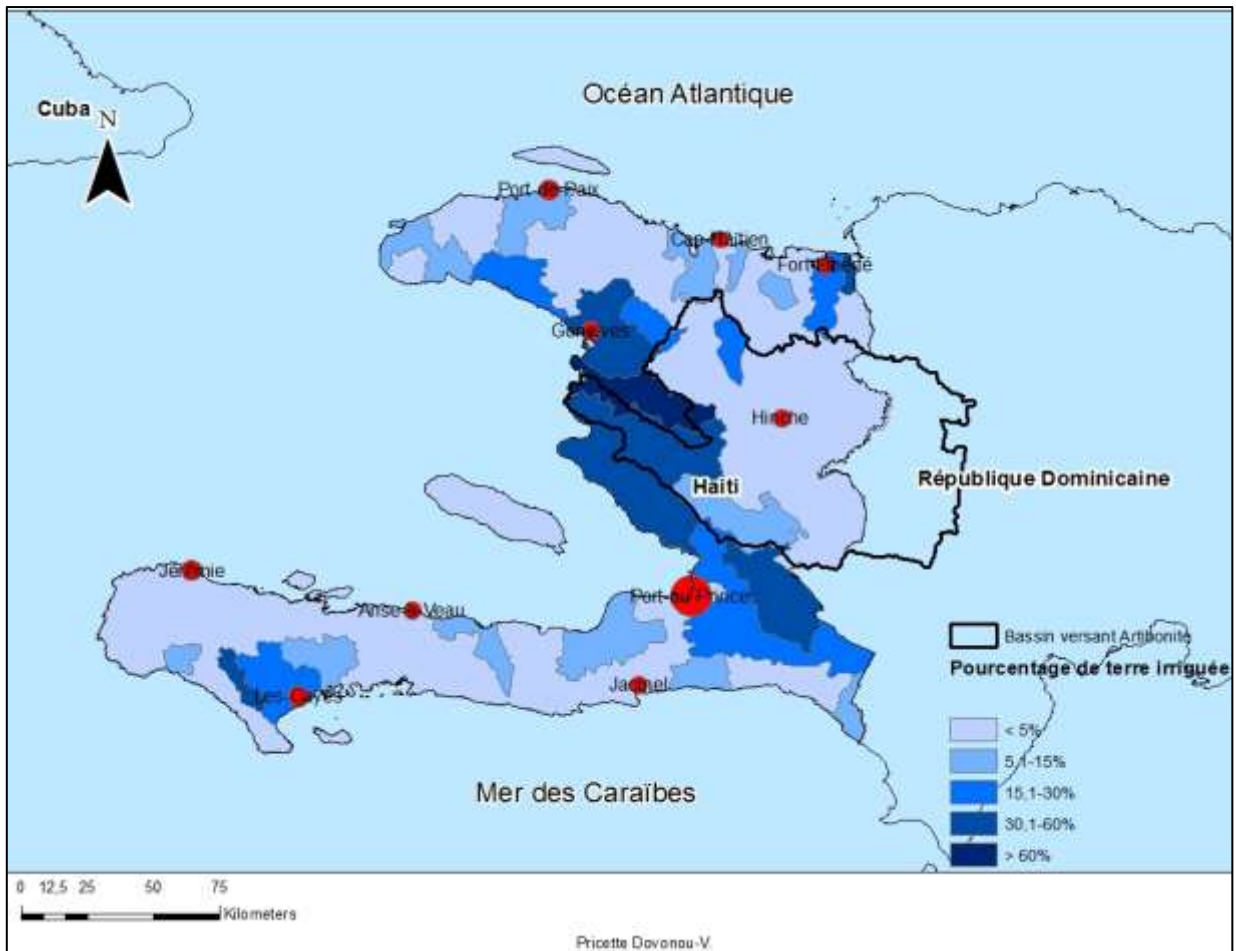 Océan Atlantique
Cuba
N
Port-de-Paix
Cap-Haïtien
Fort-Liberté
Gonaïves
Hinche
République Dominicaine
Haiti
Jérémie
Port-au-Prince
Anse-à-Veau
Bassin versant Artibonite
Pourcentage de terre irriguée
Jacmel
Les Cayes
< 5%
5,1-15%
15,1-30%
30,1-60%
> 60%
Mer des Caraïbes
0 12,5 25 50 75
Kilometers
Pricette Dovonou-V.